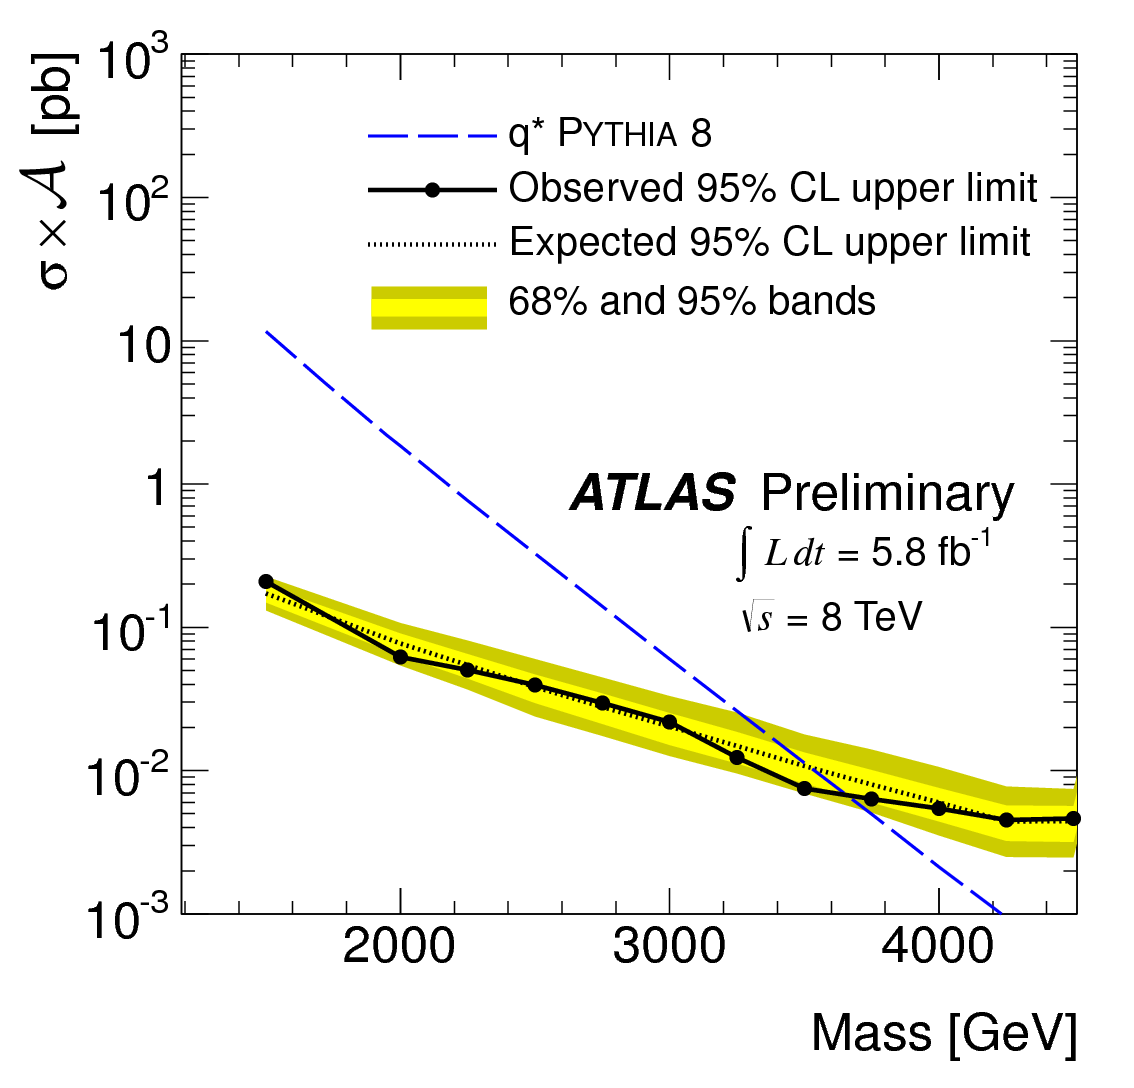 σ × A [pb]
10³
10²
10
1
10⁻¹
10⁻²
10⁻³
q* PYTHIA 8
Observed 95% CL upper limit
Expected 95% CL upper limit
68% and 95% bands
ATLAS Preliminary
∫ L dt = 5.8 fb⁻¹
√s = 8 TeV
2000 3000 4000
Mass [GeV]